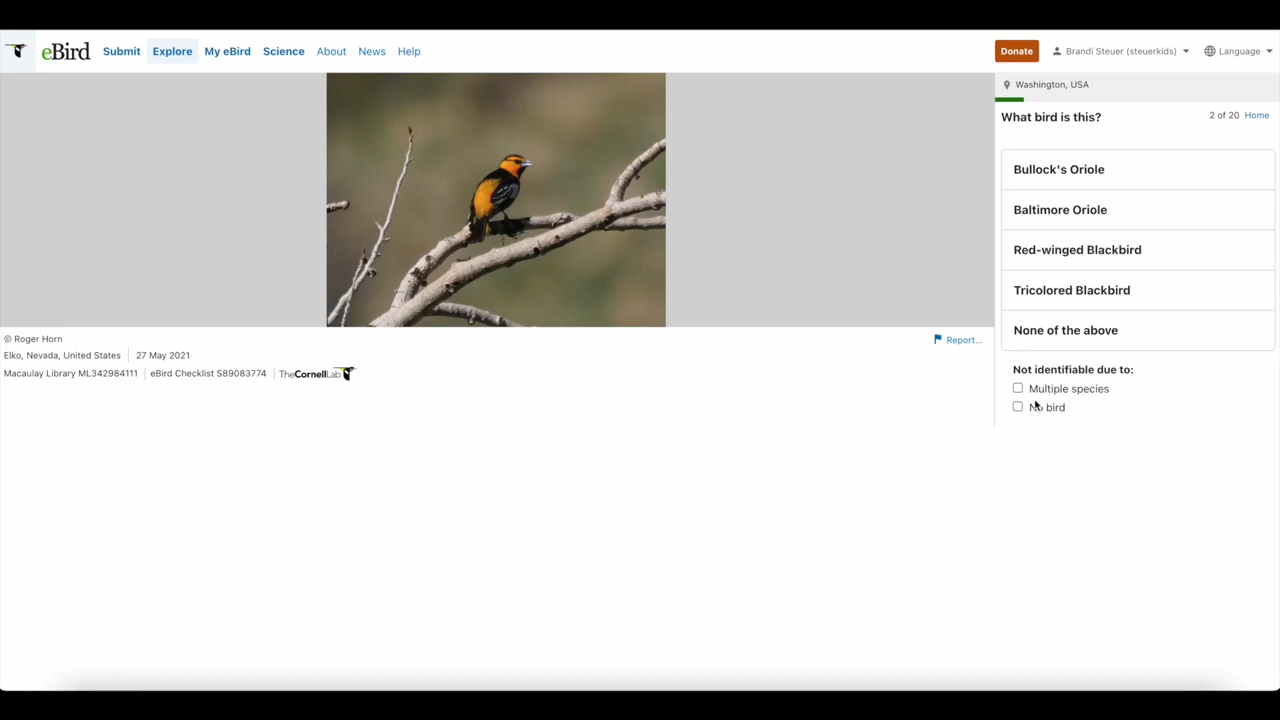 eBird Submit Explore My eBird Science About News Help Donate Brandi Steuer (steuerkids) Language
Washington, USA
What bird is this? 2 of 20 Home
Bullock's Oriole
Baltimore Oriole
Red-winged Blackbird
Tricolored Blackbird
None of the above
© Roger Horn Report...
Elko, Nevada, United States 27 May 2021
Macaulay Library ML342984111 eBird Checklist S89083774 TheCornellLab
Not identifiable due to:
Multiple species
No bird